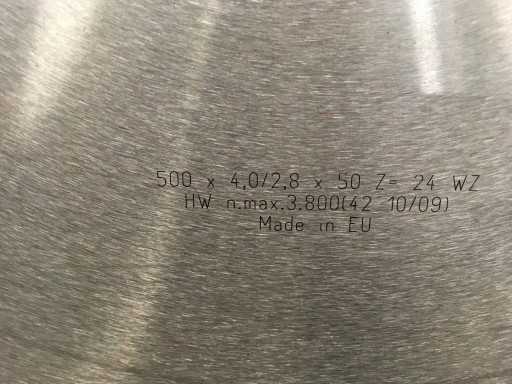 500 x 4,0/2,8 x 50 Z= 24 WZ
HW n.max.3.800(42 10/09)
Made in EU